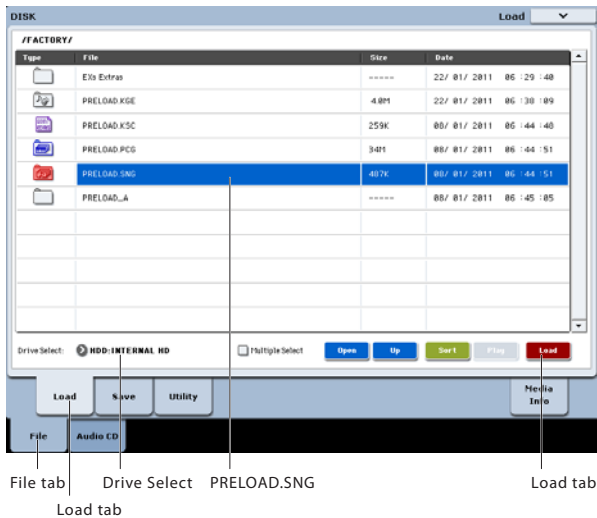 DISK Load
/FACTORY/
Type File Size Date
EXs Extras ----- 22/ 01/ 2011 06 :29 :40
PRELOAD.KGE 4.0M 22/ 01/ 2011 06 :38 :09
PRELOAD.KSC 259K 08/ 01/ 2011 06 :44 :48
PRELOAD.PCG 34M 08/ 01/ 2011 06 :44 :51
PRELOAD.SNG 407K 08/ 01/ 2011 06 :44 :51
PRELOAD_A ----- 08/ 01/ 2011 06 :45 :05
Drive Select: HDD:INTERNAL HD Multiple Select Open Up Sort Play Load
Load Save Utility Media Info
File Audio CD
File tab Drive Select PRELOAD.SNG Load tab
Load tab